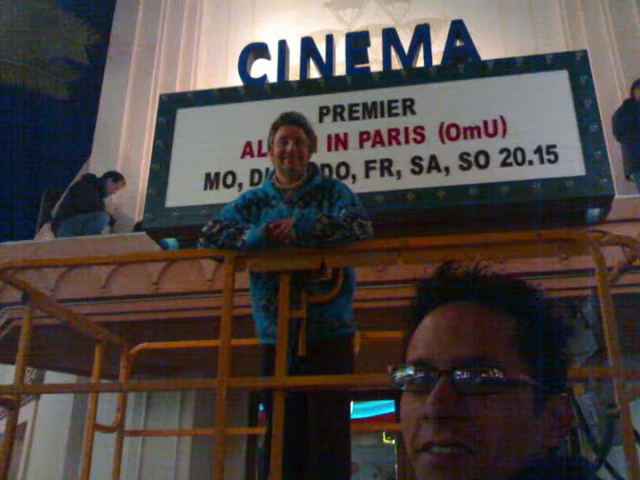 CINEMA
PREMIER
IN PARIS (OmU)
MO, DO, FR, SA, SO 20.15